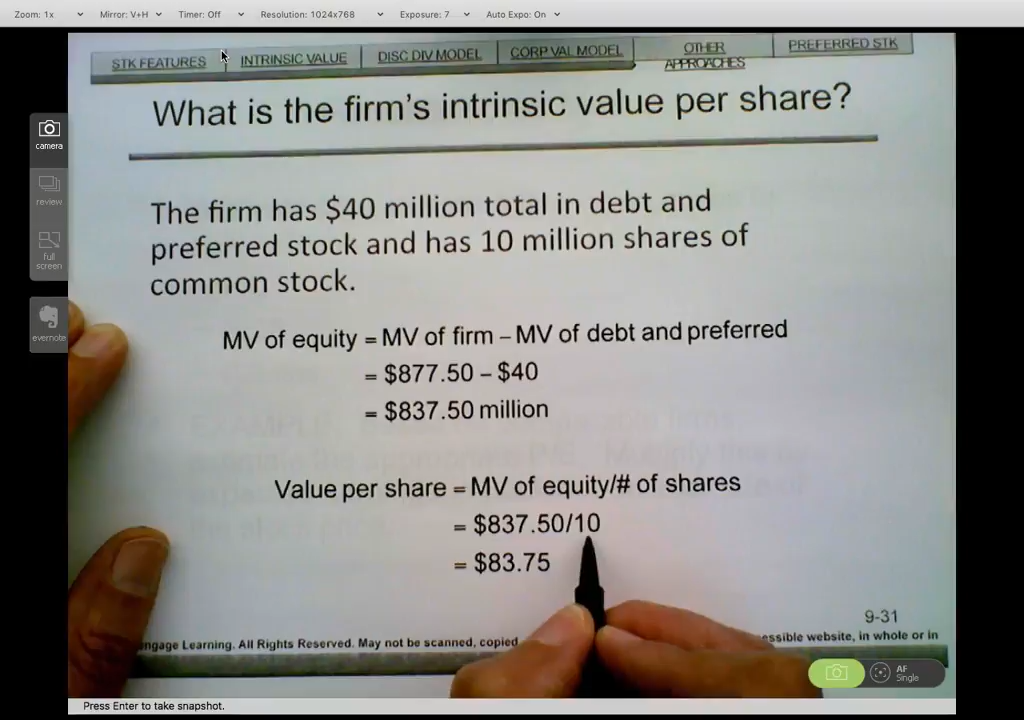 Zoom: 1x Mirror: V+H Timer: Off Resolution: 1024x768 Exposure: 7 Auto Expo: On
STK FEATURES INTRINSIC VALUE DISC DIV MODEL CORP VAL MODEL OTHER APPROACHES PREFERRED STK
What is the firm's intrinsic value per share?
camera
review
full
screen
evernote
The firm has $40 million total in debt and
preferred stock and has 10 million shares of
common stock.
MV of equity = MV of firm – MV of debt and preferred
= $877.50 – $40
= $837.50 million
Value per share = MV of equity/# of shares
= $837.50/10
= $83.75
9-31
engage Learning. All Rights Reserved. May not be scanned, copied
essible website, in whole or in
AF
Single
Press Enter to take snapshot.